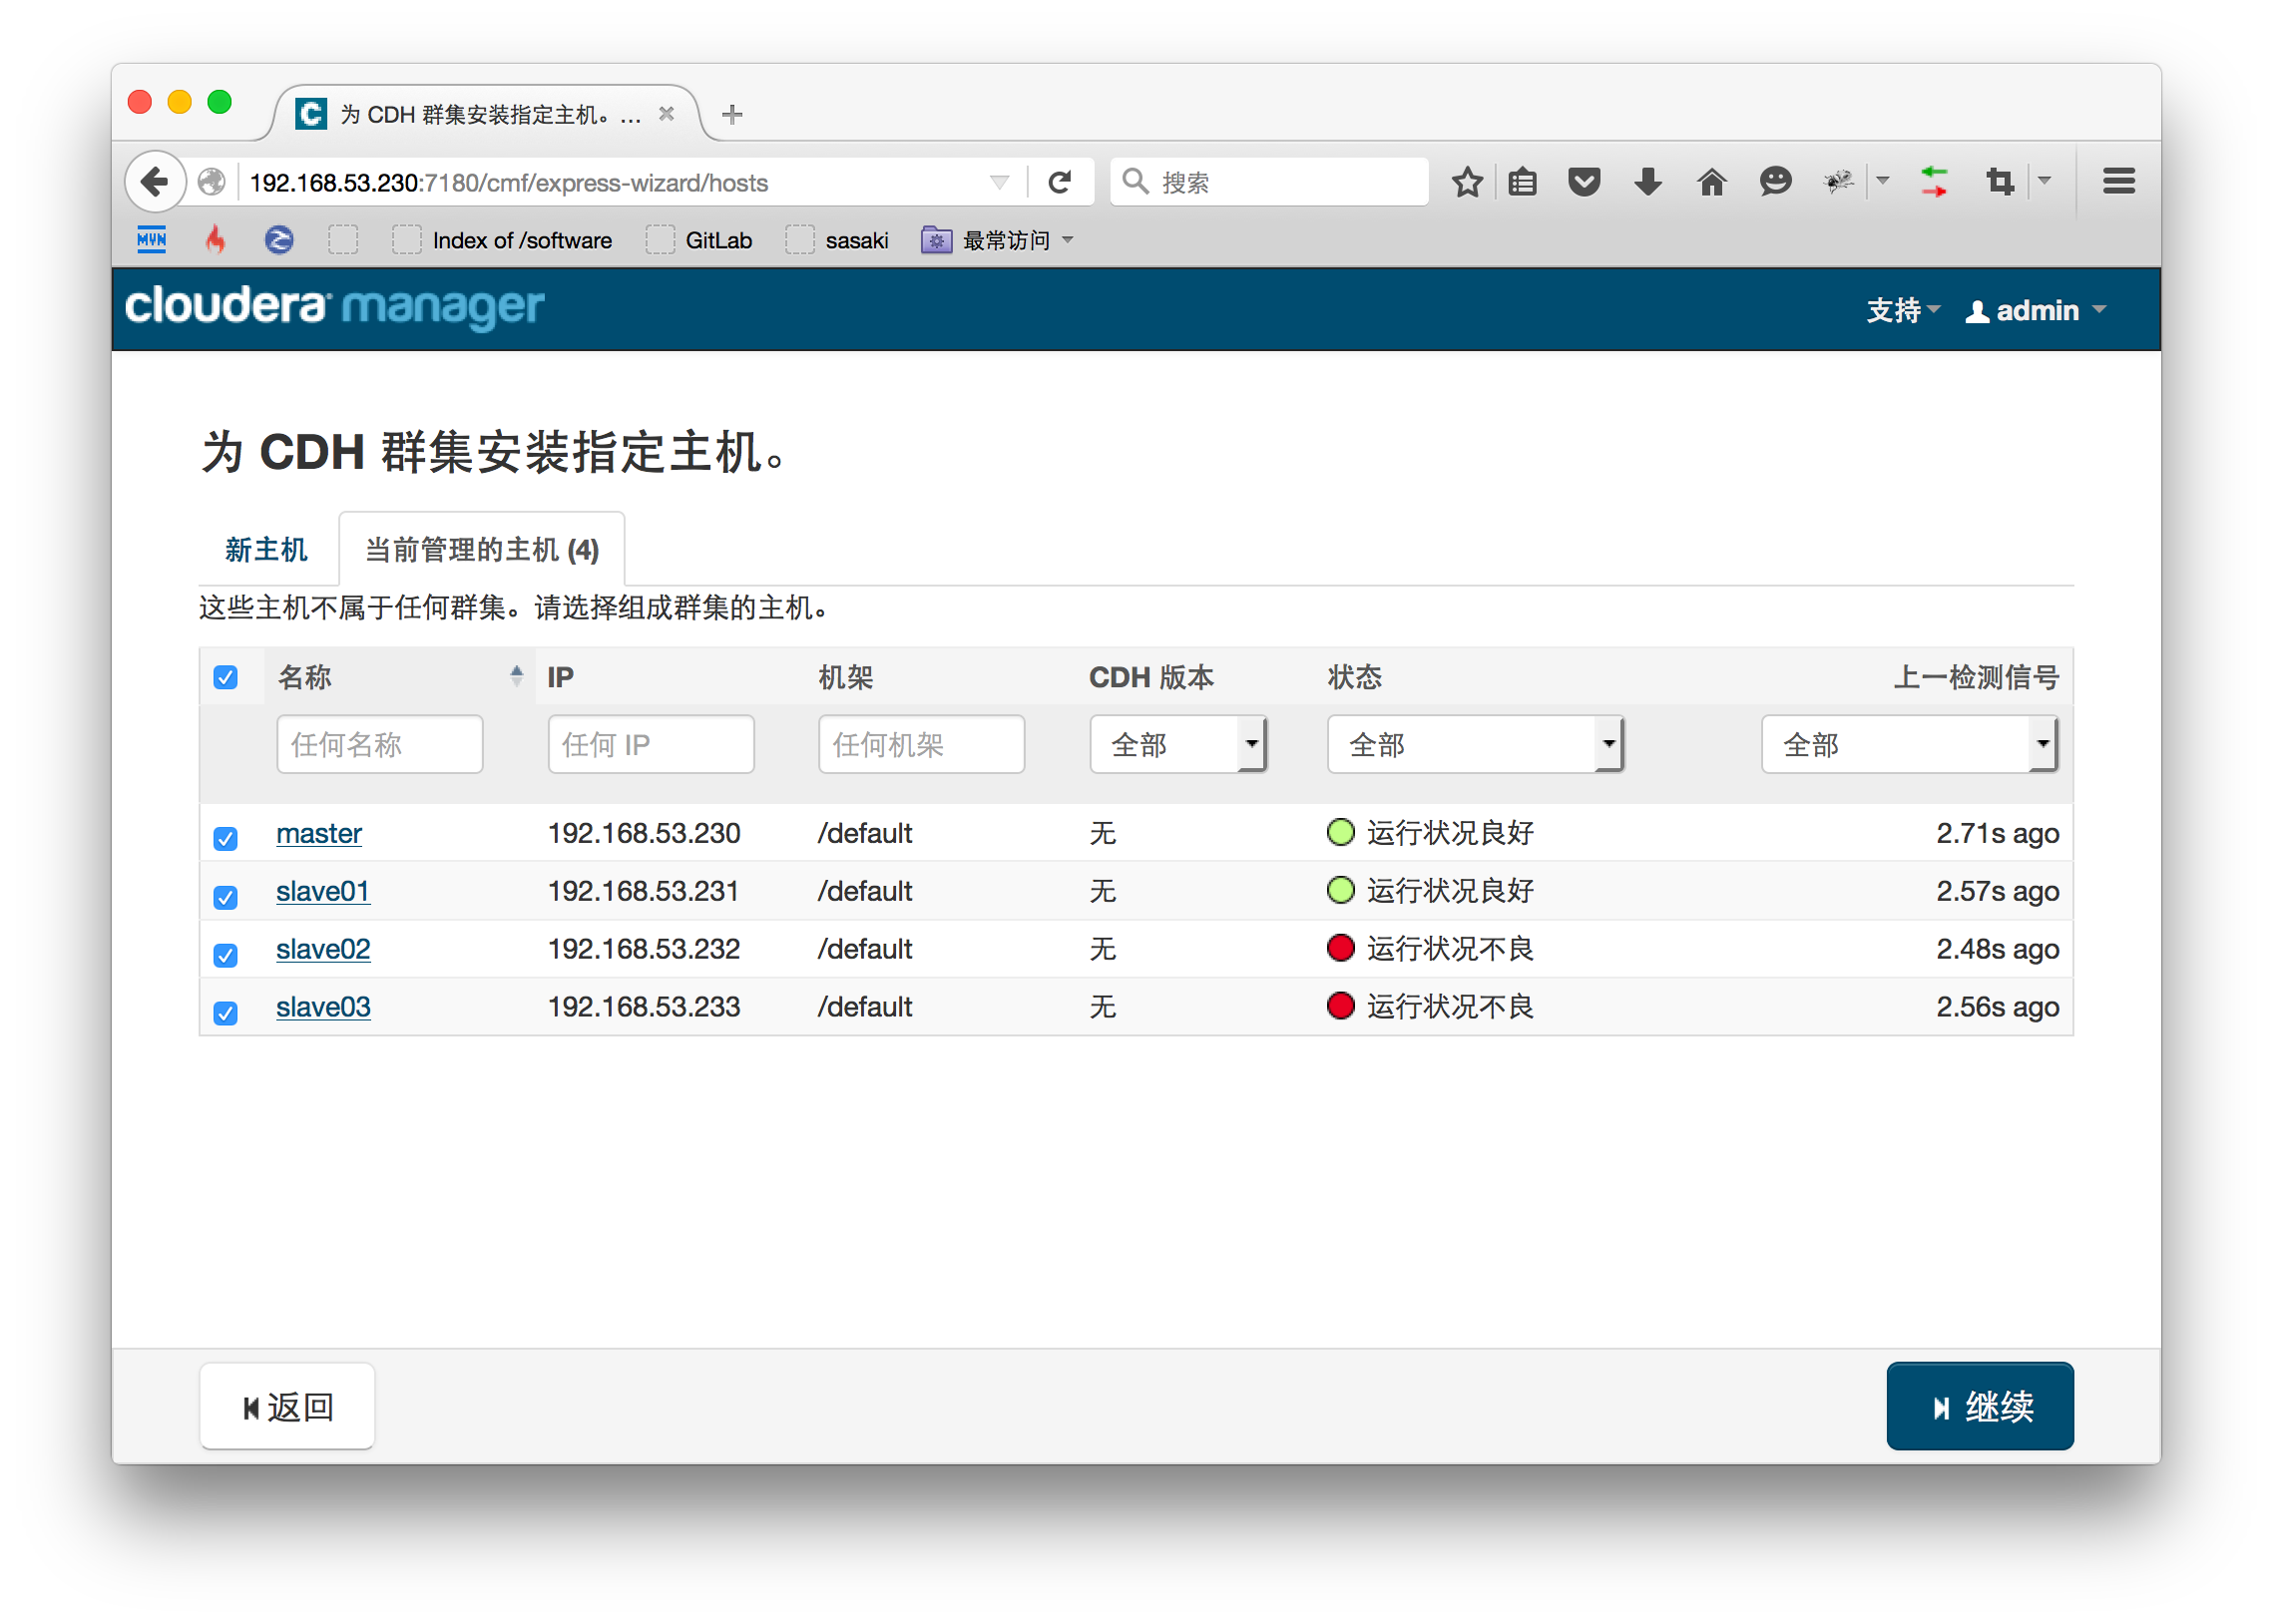 为 CDH 群集安装指定主机。...
192.168.53.230:7180/cmf/express-wizard/hosts
搜索
MVN
Index of /software
GitLab
sasaki
最常访问
cloudera manager
支持
admin
为 CDH 群集安装指定主机。
新主机
当前管理的主机 (4)
这些主机不属于任何群集。请选择组成群集的主机。
名称 IP 机架 CDH 版本 状态 上一检测信号
任何名称 任何 IP 任何机架 全部 全部 全部
master 192.168.53.230 /default 无 运行状况良好 2.71s ago
slave01 192.168.53.231 /default 无 运行状况良好 2.57s ago
slave02 192.168.53.232 /default 无 运行状况不良 2.48s ago
slave03 192.168.53.233 /default 无 运行状况不良 2.56s ago
返回
继续